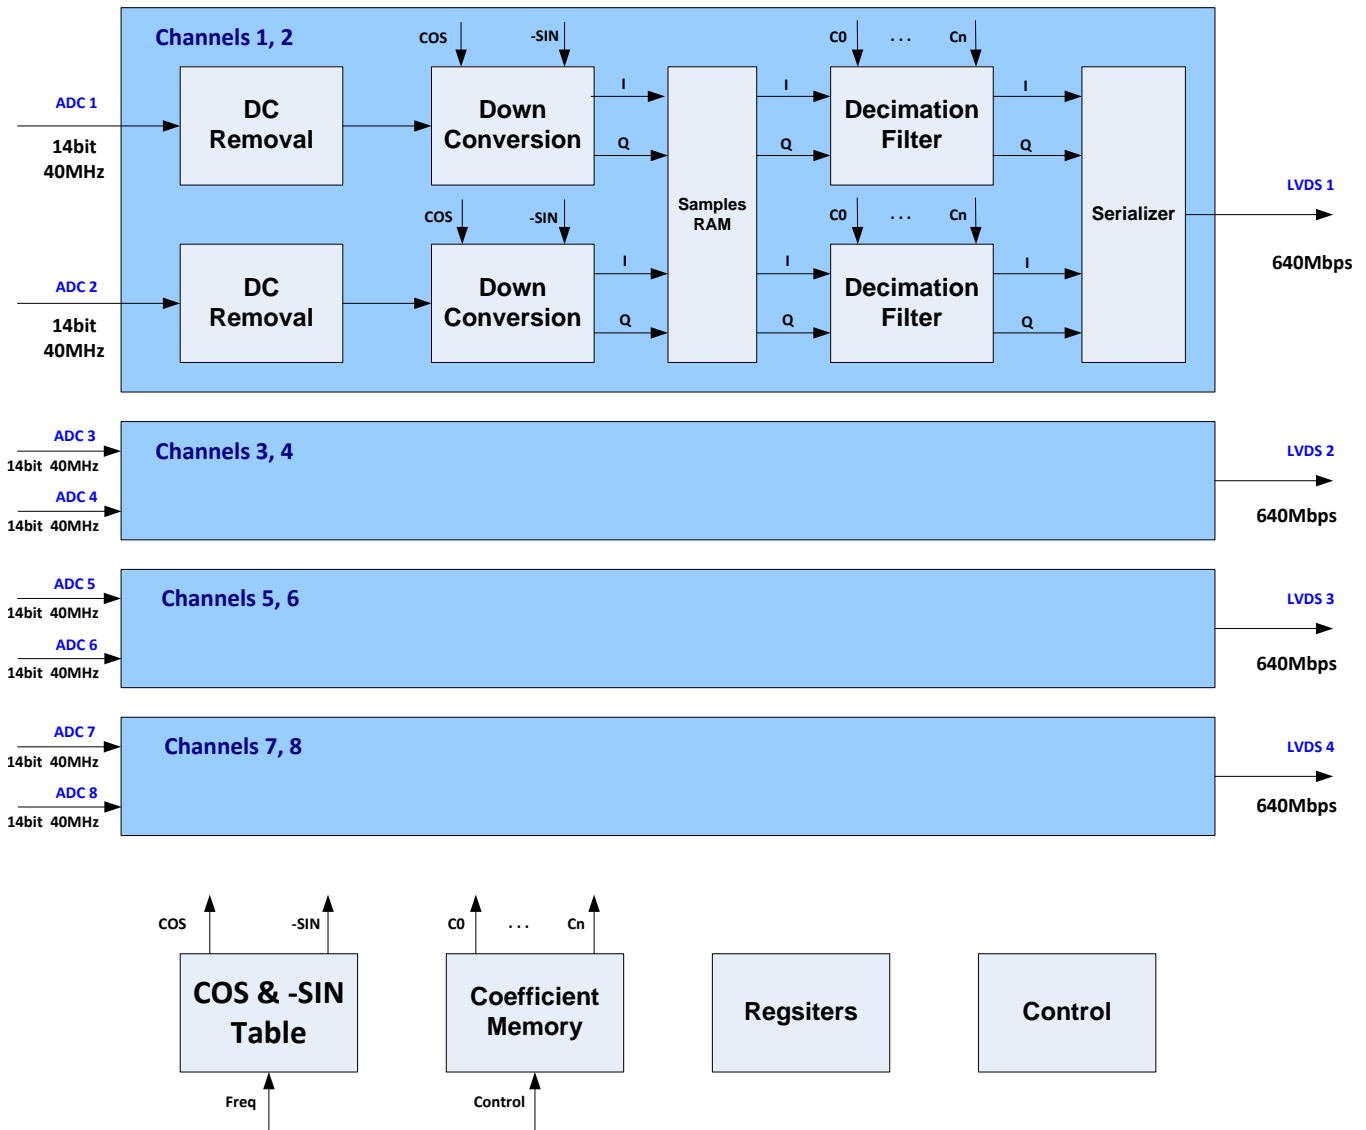 Channels 1, 2
COS
-SIN
C0
. . .
Cn
ADC 1
14bit
40MHz
DC
Removal
Down
Conversion
I
Q
I
Q
Decimation
Filter
I
Q
Samples
RAM
Serializer
LVDS 1
640Mbps
COS
-SIN
C0
. . .
Cn
ADC 2
14bit
40MHz
DC
Removal
Down
Conversion
I
Q
I
Q
Decimation
Filter
I
Q
Channels 3, 4
ADC 3
14bit 40MHz
ADC 4
14bit 40MHz
LVDS 2
640Mbps
Channels 5, 6
ADC 5
14bit 40MHz
ADC 6
14bit 40MHz
LVDS 3
640Mbps
Channels 7, 8
ADC 7
14bit 40MHz
ADC 8
14bit 40MHz
LVDS 4
640Mbps
COS
-SIN
COS & -SIN
Table
Freq
C0
. . .
Cn
Coefficient
Memory
Control
Regsiters
Control